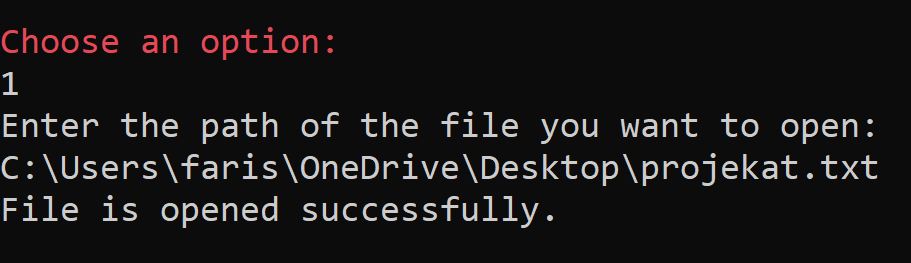 Choose an option:
1
Enter the path of the file you want to open:
C:\Users\faris\OneDrive\Desktop\projekat.txt
File is opened successfully.